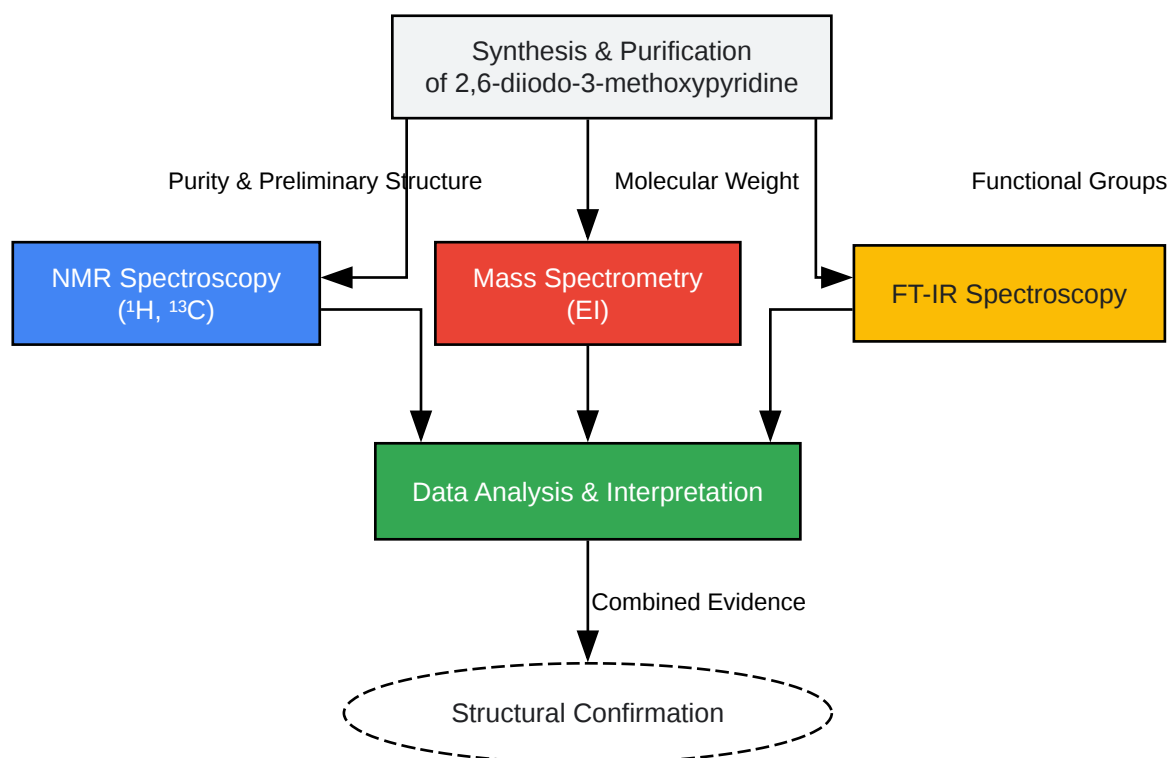 Synthesis & Purification
of 2,6-diiodo-3-methoxypyridine
Purity & Preliminary Structure
Molecular Weight
Functional Groups
NMR Spectroscopy
(¹H, ¹³C)
Mass Spectrometry
(EI)
FT-IR Spectroscopy
Data Analysis & Interpretation
Combined Evidence
Structural Confirmation